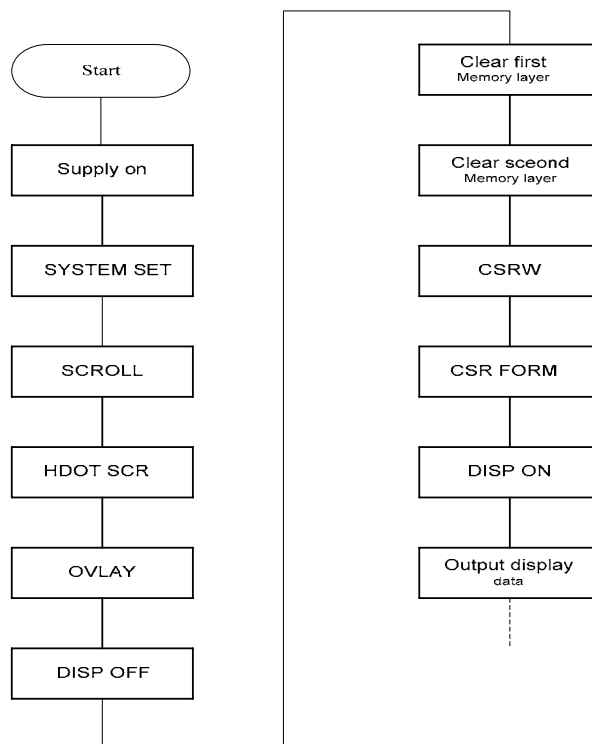 Start
Supply on
SYSTEM SET
SCROLL
HDOT SCR
OVLAY
DISP OFF
Clear first
Memory layer
Clear sceond
Memory layer
CSRW
CSR FORM
DISP ON
Output display
data